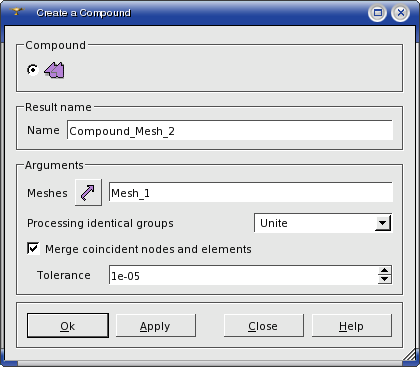 Create a Compound
Compound
Result name
Name Compound_Mesh_2
Arguments
Meshes Mesh_1
Processing identical groups Unite
Merge coincident nodes and elements
Tolerance 1e-05
Ok Apply Close Help